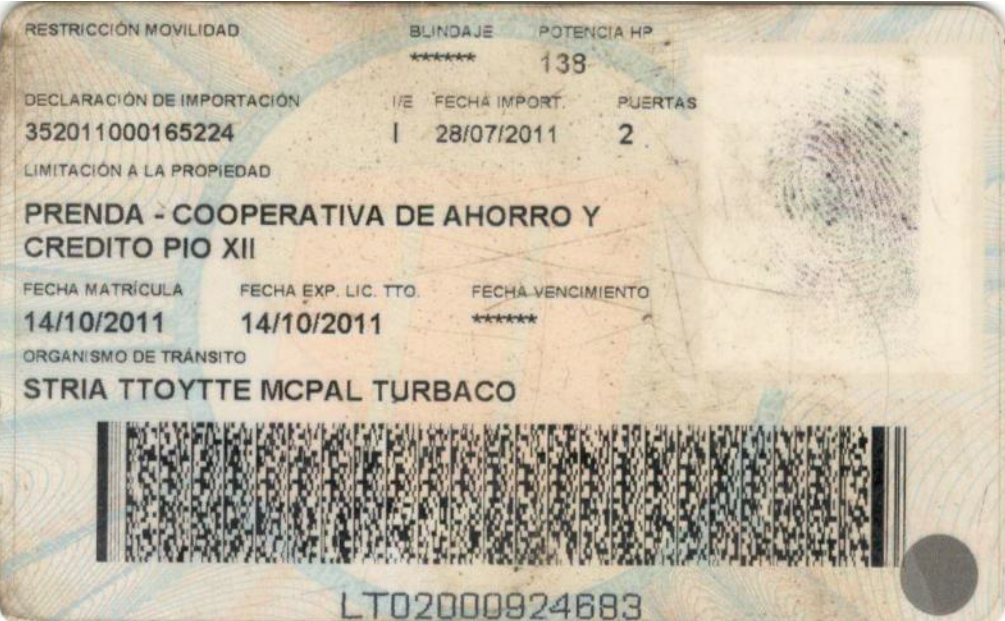 RESTRICCIÓN MOVILIDAD BLINDAJE POTENCIA HP
****** 138
DECLARACIÓN DE IMPORTACIÓN I/E FECHA IMPORT. PUERTAS
352011000165224 I 28/07/2011 2
LIMITACIÓN A LA PROPIEDAD
PRENDA - COOPERATIVA DE AHORRO Y
CREDITO PIO XII
FECHA MATRÍCULA FECHA EXP. LIC. TTO. FECHA VENCIMIENTO
14/10/2011 14/10/2011 ******
ORGANISMO DE TRÁNSITO
STRIA TTOYTTE MCPAL TURBACO
LT02000924683